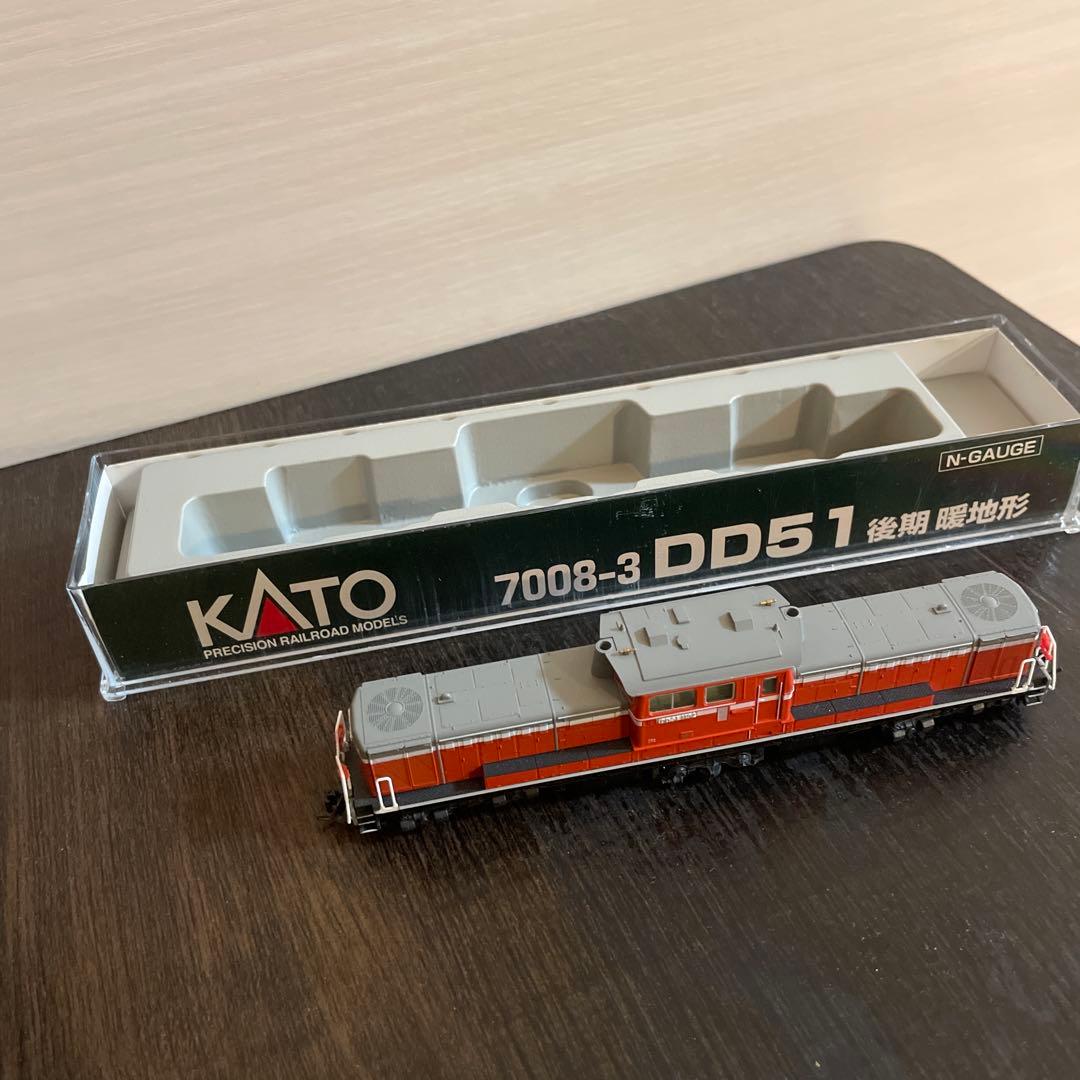 N-GAUGE
KATO
PRECISION RAILROAD MODELS
7008-3 DD51 後期 暖地形